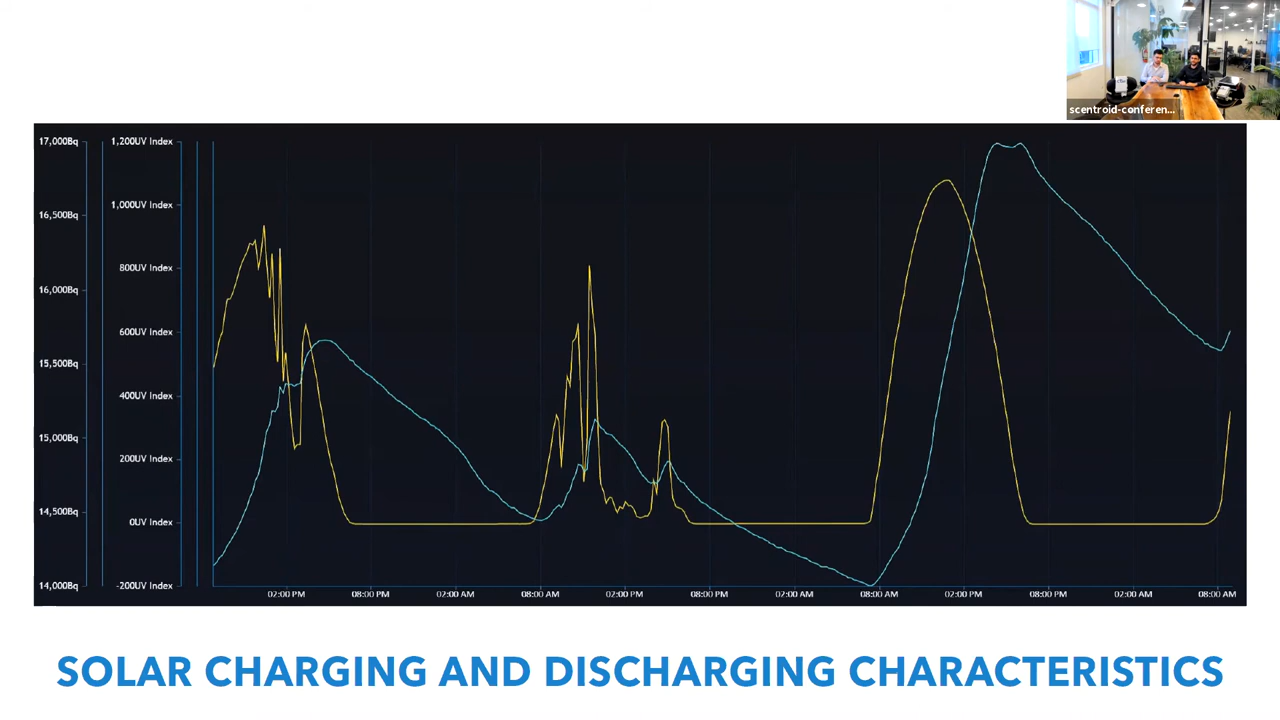 scentroid-conferen...
17,000Bq
16,500Bq
16,000Bq
15,500Bq
15,000Bq
14,500Bq
14,000Bq
1,200UV Index
1,000UV Index
800UV Index
600UV Index
400UV Index
200UV Index
0UV Index
-200UV Index
02:00 PM 08:00 PM 02:00 AM 08:00 AM 02:00 PM 08:00 PM 02:00 AM 08:00 AM 02:00 PM 08:00 PM 02:00 AM 08:00 AM
SOLAR CHARGING AND DISCHARGING CHARACTERISTICS